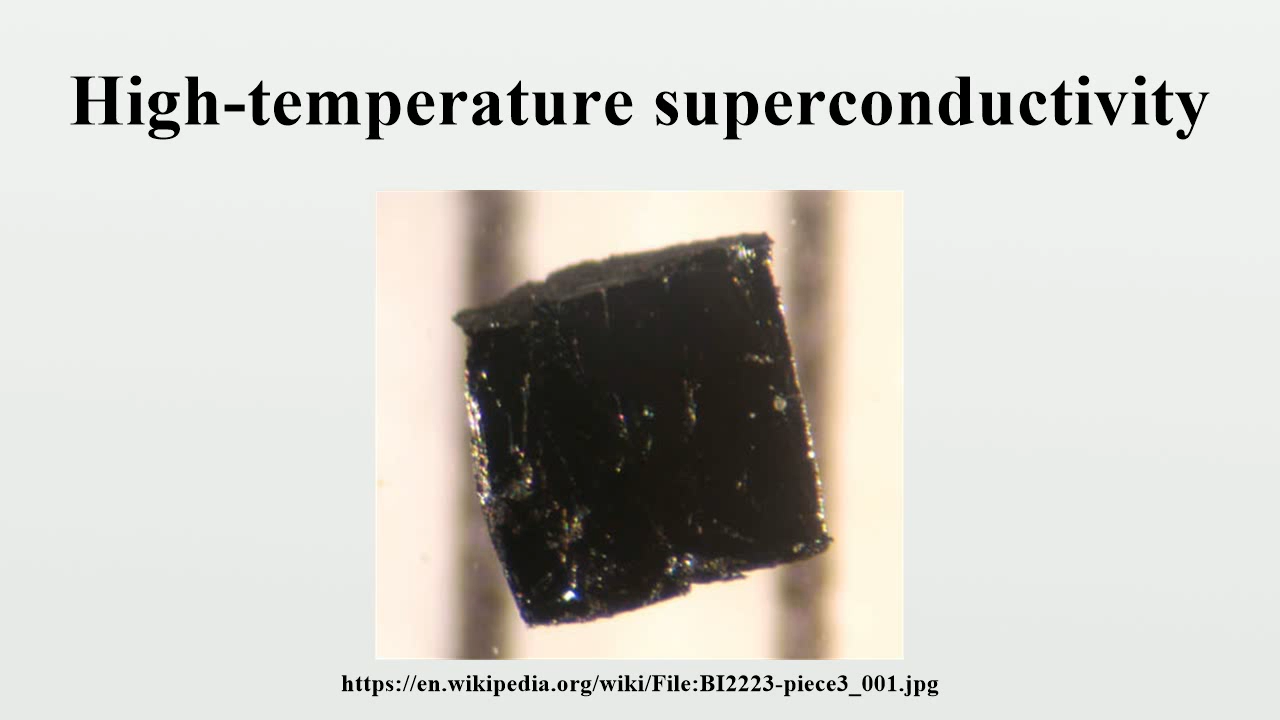 High-temperature superconductivity
https://en.wikipedia.org/wiki/File:BI2223-piece3_001.jpg